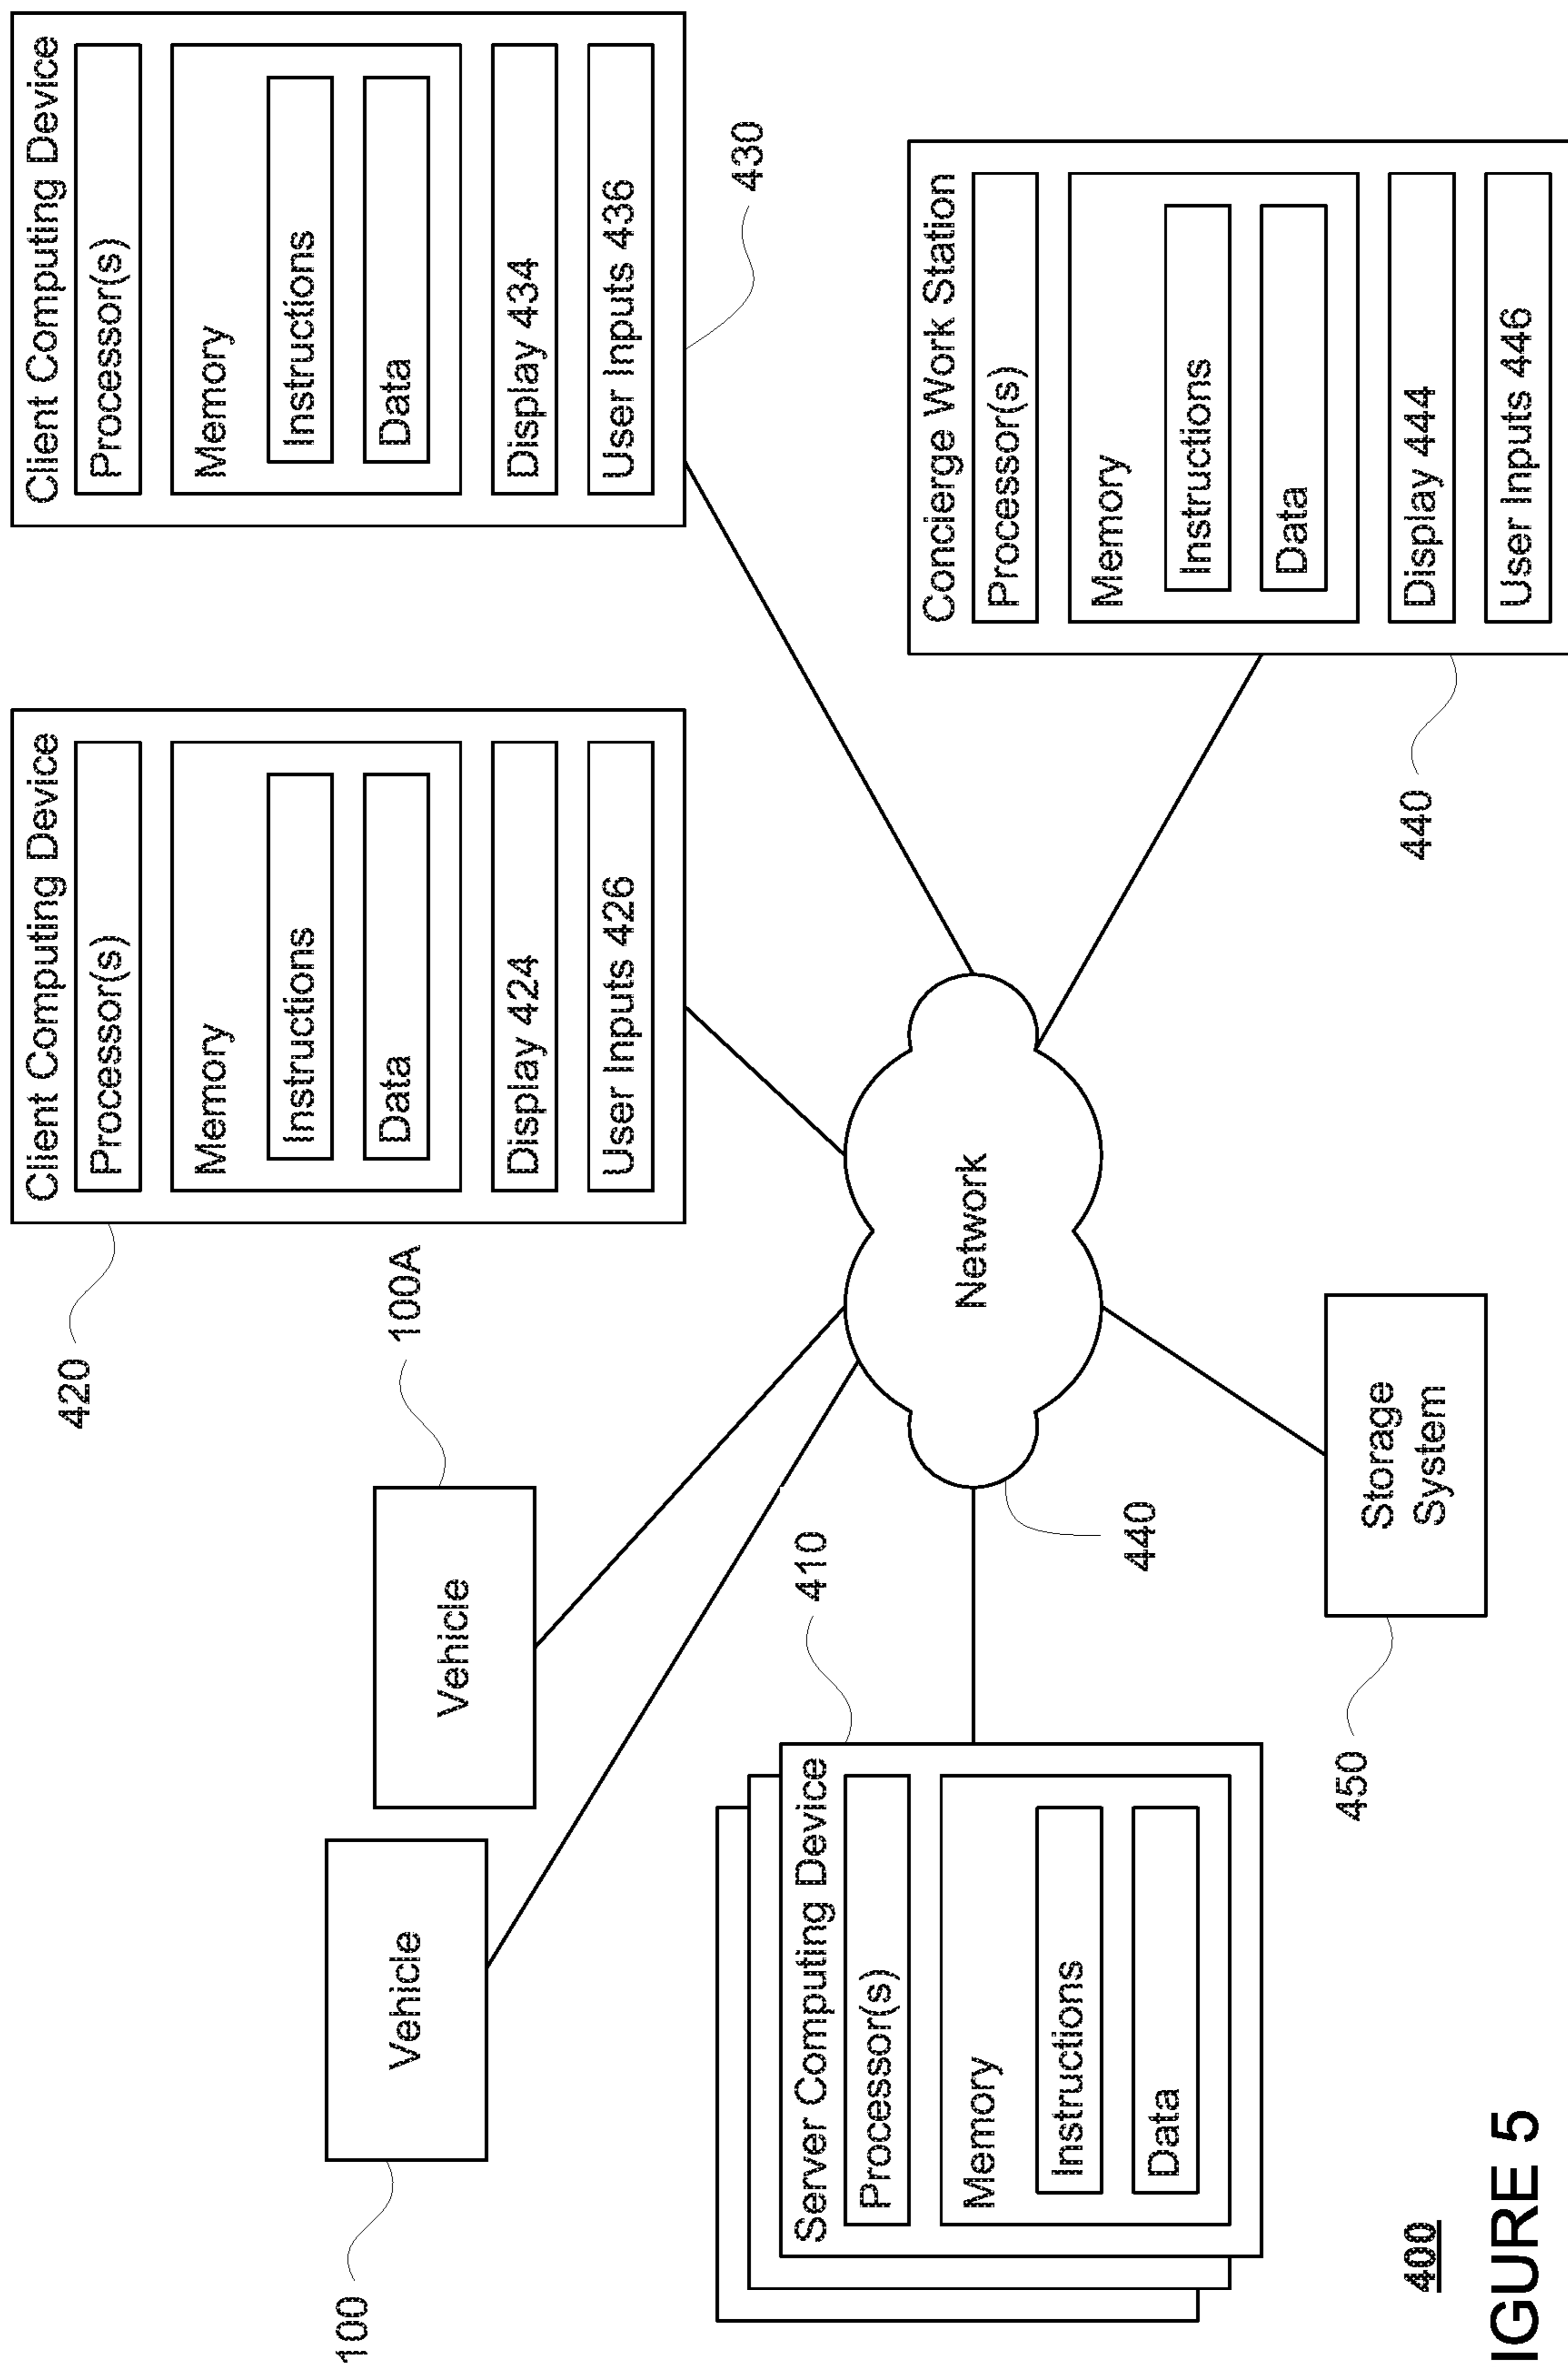 Client Computing Device
Processor(s)
Memory
Instructions
Data
Display 424
User Inputs 426
420
Client Computing Device
Processor(s)
Memory
Instructions
Data
Display 434
User Inputs 436
430
Vehicle
100
Vehicle
100A
Server Computing Device
Processor(s)
Memory
Instructions
Data
410
Network
440
Concierge Work Station
Processor(s)
Memory
Instructions
Data
Display 444
User Inputs 446
440
Storage
System
450
400
IGURE 5